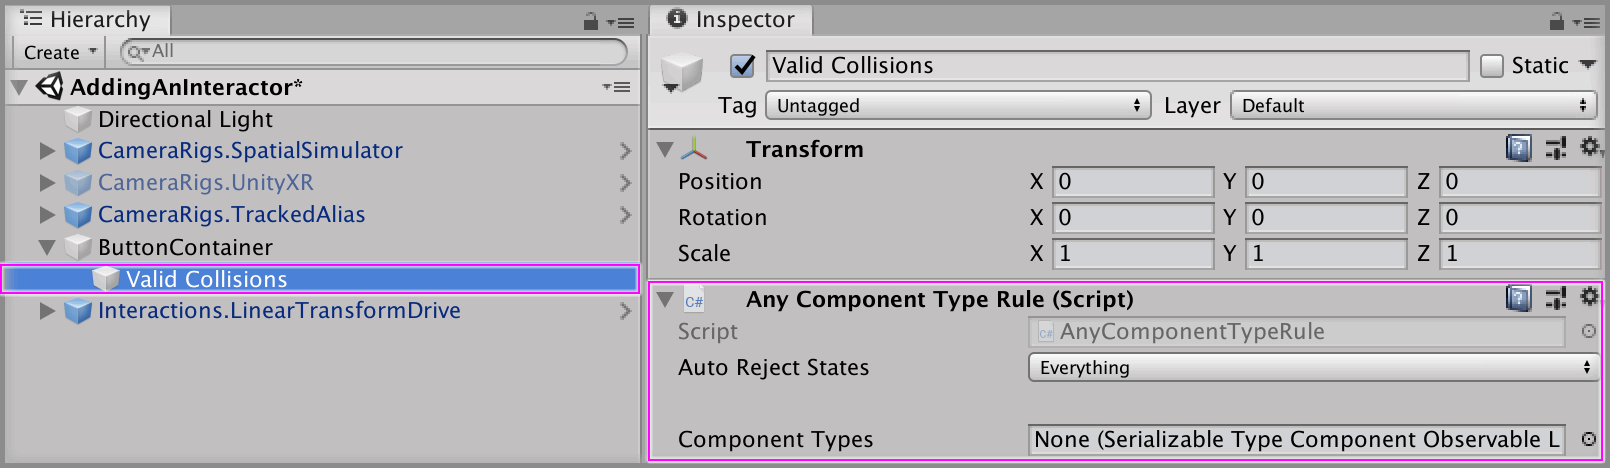 Hierarchy
Create
All
AddingAnInteractor*
Directional Light
CameraRigs.SpatialSimulator
CameraRigs.UnityXR
CameraRigs.TrackedAlias
ButtonContainer
Valid Collisions
Interactions.LinearTransformDrive
Inspector
Valid Collisions
Static
Tag Untagged Layer Default
Transform
Position X 0 Y 0 Z 0
Rotation X 0 Y 0 Z 0
Scale X 1 Y 1 Z 1
C# Any Component Type Rule (Script)
Script C# AnyComponentTypeRule
Auto Reject States Everything
Component Types None (Serializable Type Component Observable L